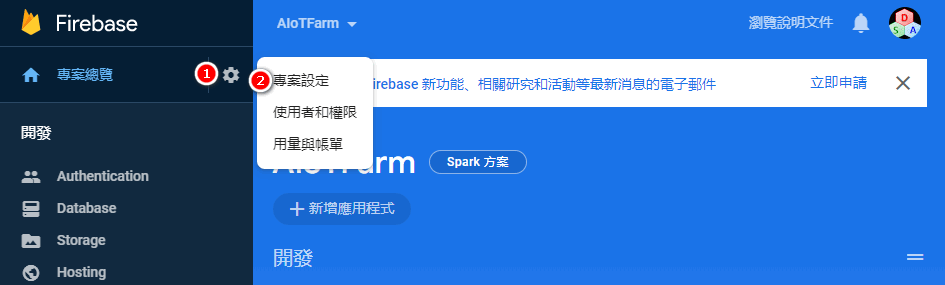 Firebase
AIoTFarm
瀏覽說明文件
D
S A
專案總覽
1
2
專案設定
irebase 新功能、相關研究和活動等最新消息的電子郵件
立即申請
使用者和權限
用量與帳單
開發
AIoTFarm
Spark 方案
Authentication
Database
新增應用程式
Storage
開發
Hosting